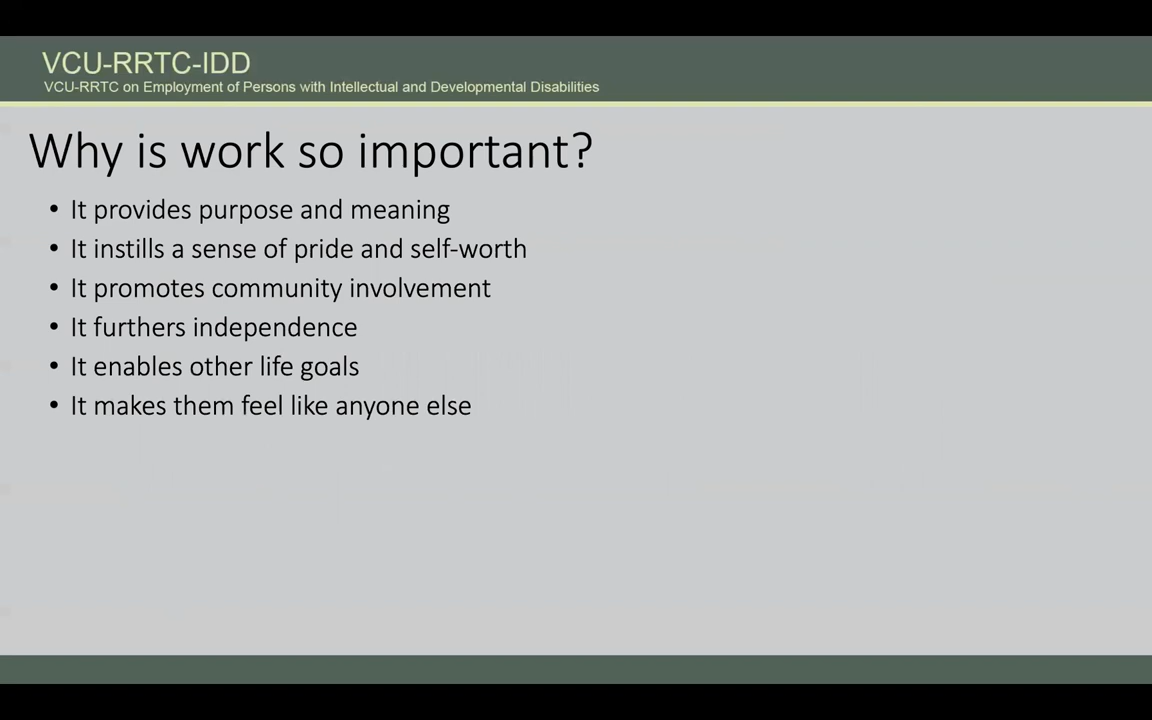 VCU-RRTC-IDD
VCU-RRTC on Employment of Persons with Intellectual and Developmental Disabilities
Why is work so important?
• It provides purpose and meaning
• It instills a sense of pride and self-worth
• It promotes community involvement
• It furthers independence
• It enables other life goals
• It makes them feel like anyone else